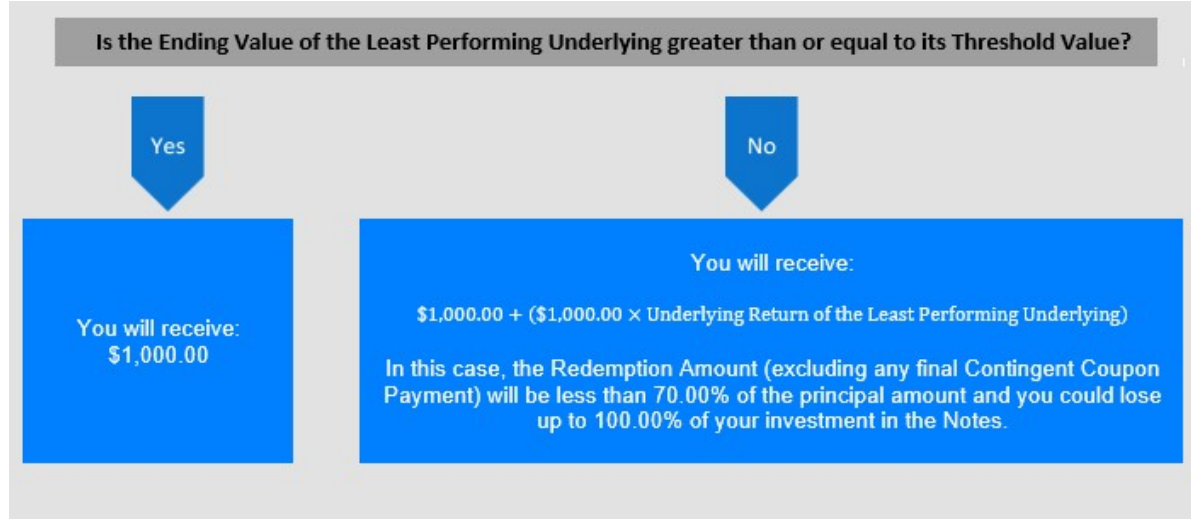 Is the Ending Value of the Least Performing Underlying greater than or equal to its Threshold Value?
Yes
No
You will receive:
$1,000.00
You will receive:
$1,000.00 + ($1,000.00 × Underlying Return of the Least Performing Underlying)
In this case, the Redemption Amount (excluding any final Contingent Coupon
Payment) will be less than 70.00% of the principal amount and you could lose
up to 100.00% of your investment in the Notes.